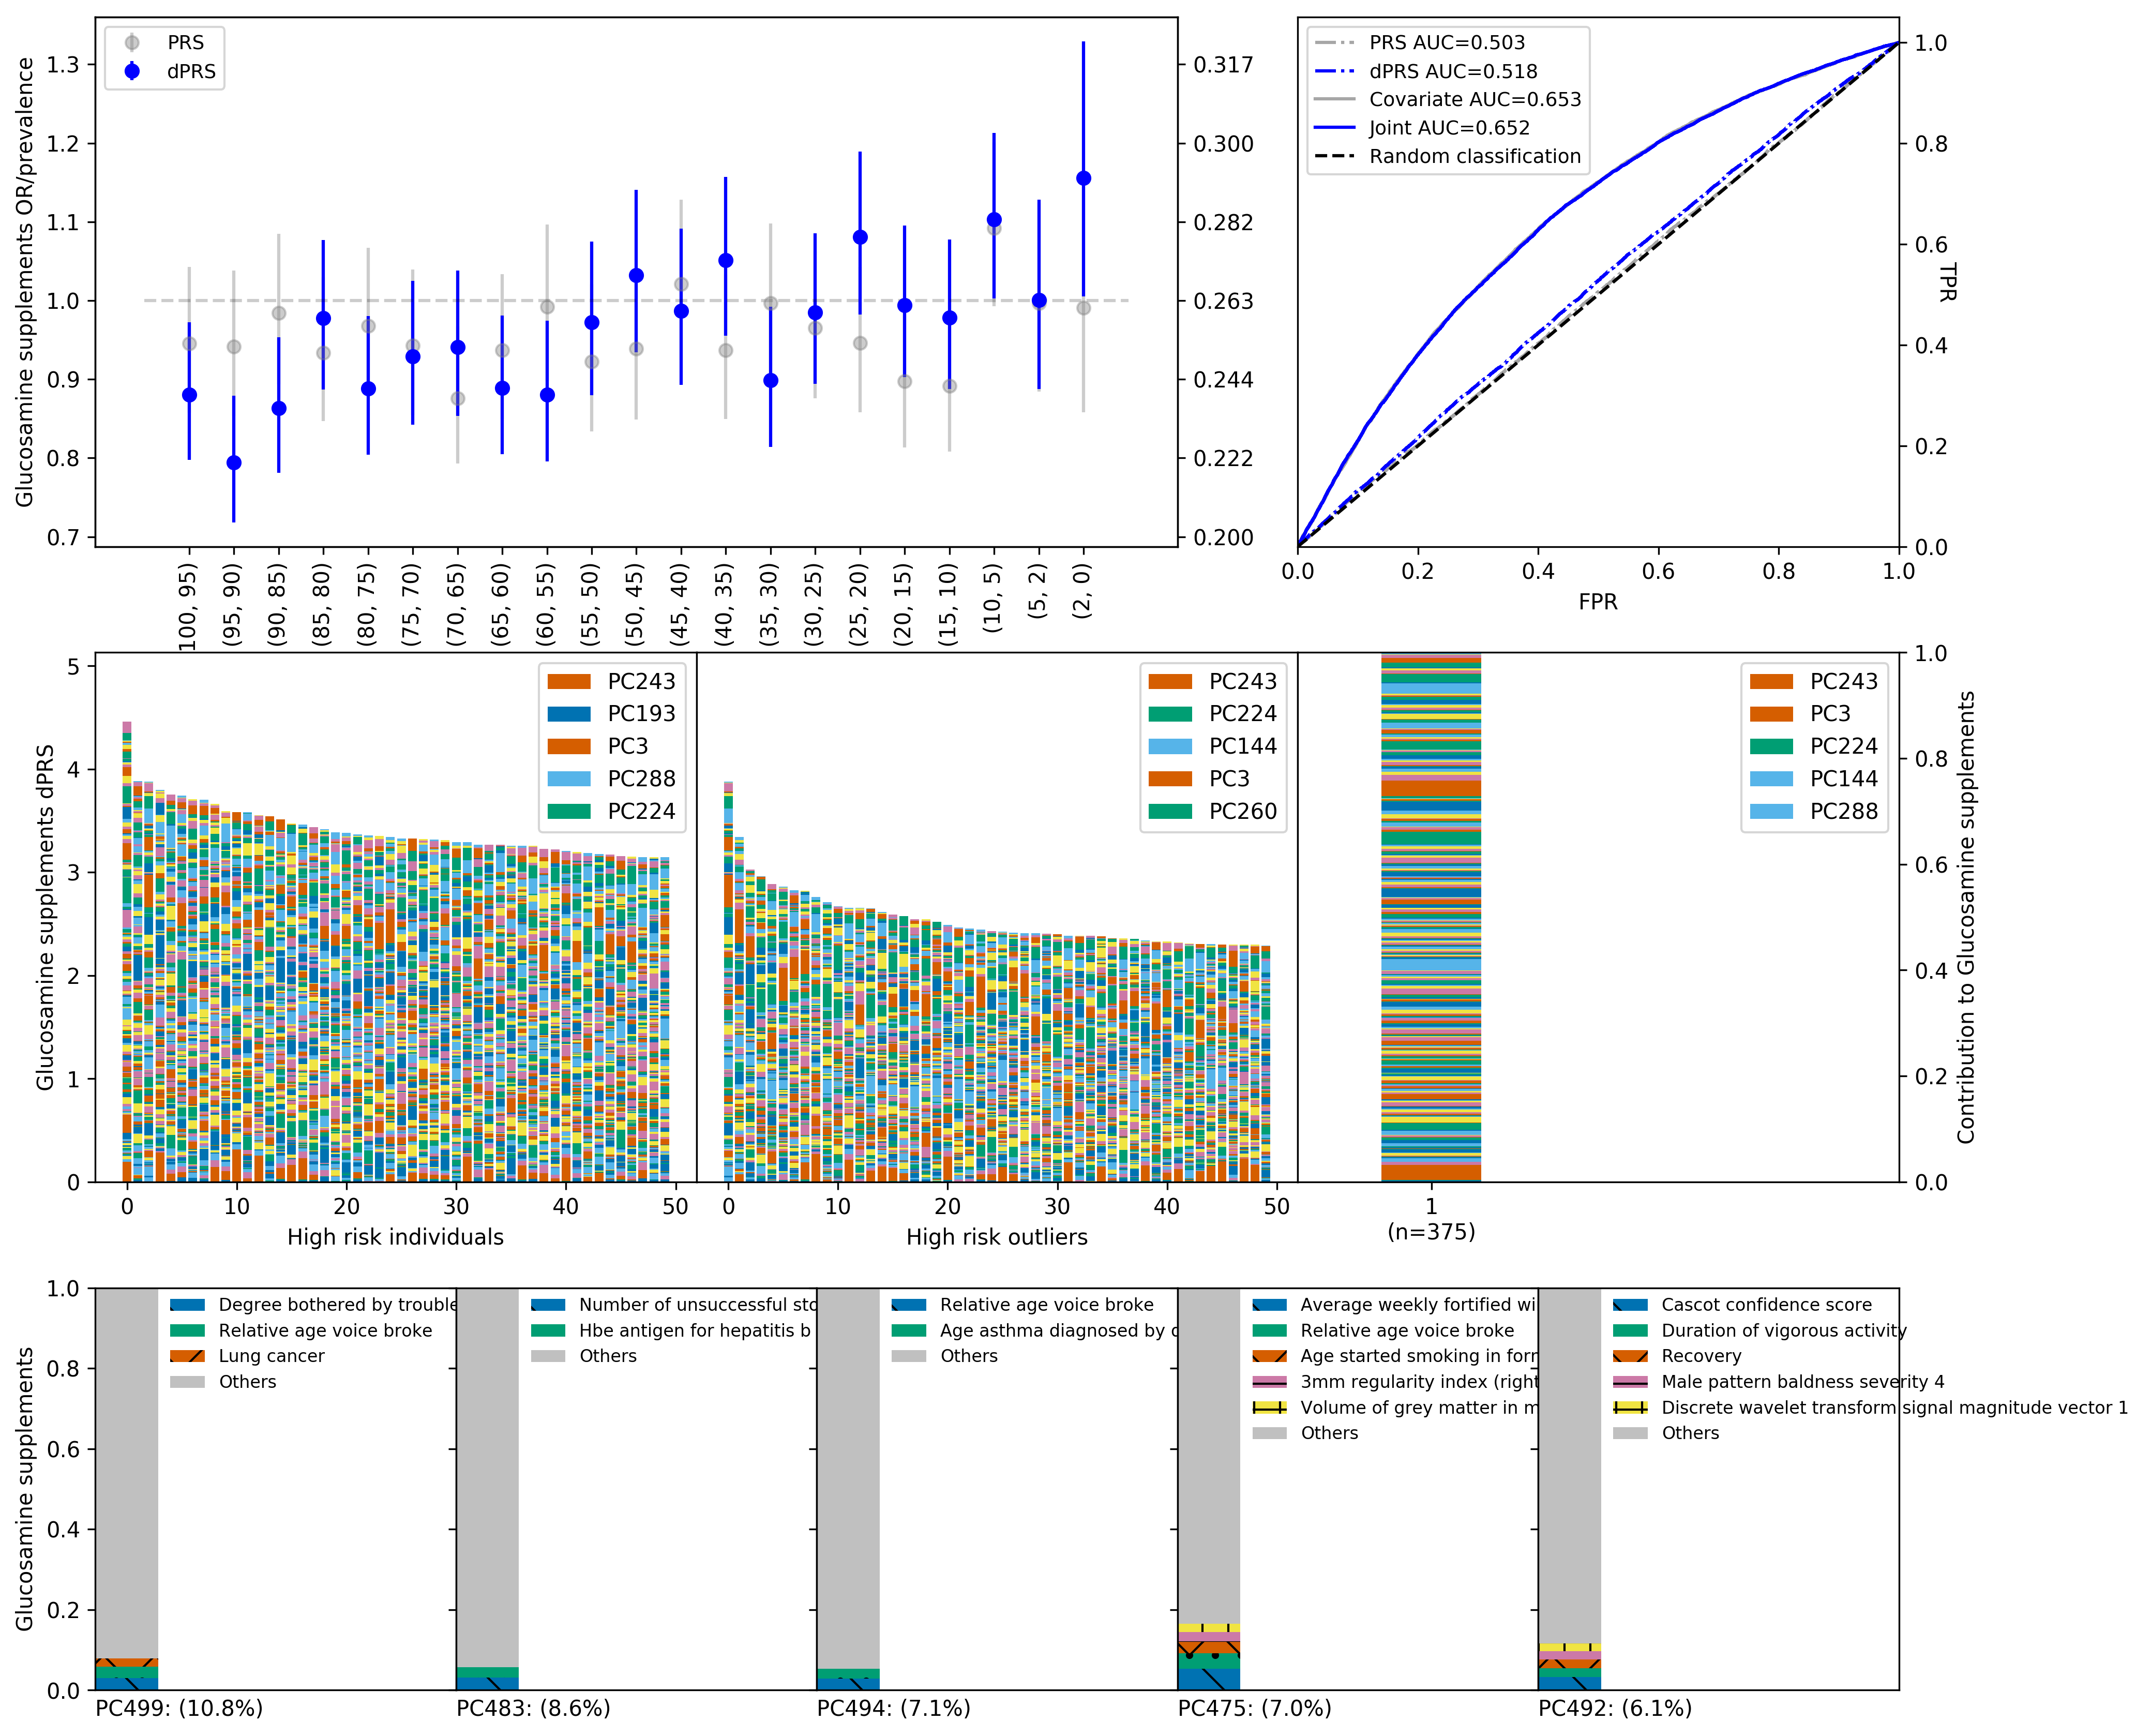 PRS
dPRS
Glucosamine supplements OR/prevalence
1.3
1.2
1.1
1.0
0.9
0.8
0.7
0.317
0.300
0.282
0.263
0.244
0.222
0.200
100, 95)
(95, 90)
(90, 85)
(85, 80)
(80, 75)
(75, 70)
(70, 65)
(65, 60)
(60, 55)
(55, 50)
(50, 45)
(45, 40)
(40, 35)
(35, 30)
(30, 25)
(25, 20)
(20, 15)
(15, 10)
(10, 5)
(5, 2)
(2, 0)
PRS AUC=0.503
dPRS AUC=0.518
Covariate AUC=0.653
Joint AUC=0.652
Random classification
1.0
0.8
0.6
0.4
0.2
0.0
TPR
0.0 0.2 0.4 0.6 0.8 1.0
FPR
Glucosamine supplements dPRS
5
4
3
2
1
0
PC243
PC193
PC3
PC288
PC224
0 10 20 30 40 50
High risk individuals
PC243
PC224
PC144
PC3
PC260
0 10 20 30 40 50
High risk outliers
PC243
PC3
PC224
PC144
PC288
1
(n=375)
1.0
0.8
0.6
0.4
0.2
0.0
Contribution to Glucosamine supplements
Glucosamine supplements
1.0
0.8
0.6
0.4
0.2
0.0
Degree bothered by trouble
Relative age voice broke
Lung cancer
Others
PC499: (10.8%)
Number of unsuccessful sto
Hbe antigen for hepatitis b
Others
PC483: (8.6%)
Relative age voice broke
Age asthma diagnosed by d
Others
PC494: (7.1%)
Average weekly fortified wi
Relative age voice broke
Age started smoking in form
3mm regularity index (right
Volume of grey matter in m
Others
PC475: (7.0%)
Cascot confidence score
Duration of vigorous activity
Recovery
Male pattern baldness severity 4
Discrete wavelet transform signal magnitude vector 1
Others
PC492: (6.1%)